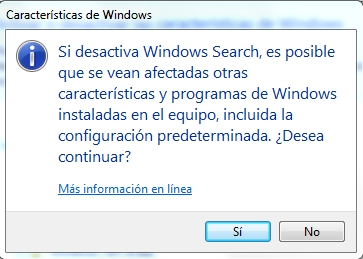 Características de Windows
Si desactiva Windows Search, es posible
que se vean afectadas otras
características y programas de Windows
instaladas en el equipo, incluida la
configuración predeterminada. ¿Desea
continuar?
Más información en línea
Sí
No